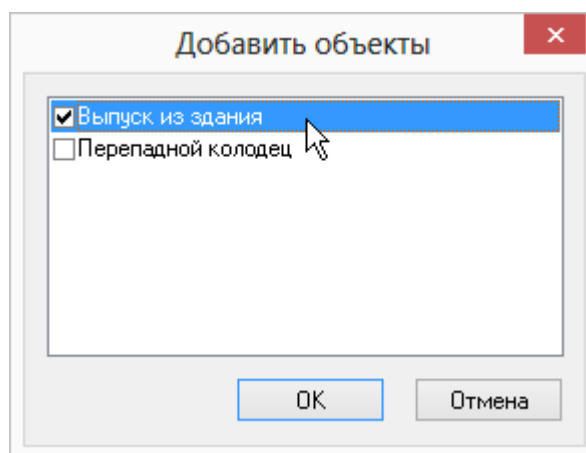 Добавить объекты
Выпуск из здания
Перепадной колодец
OK
Отмена